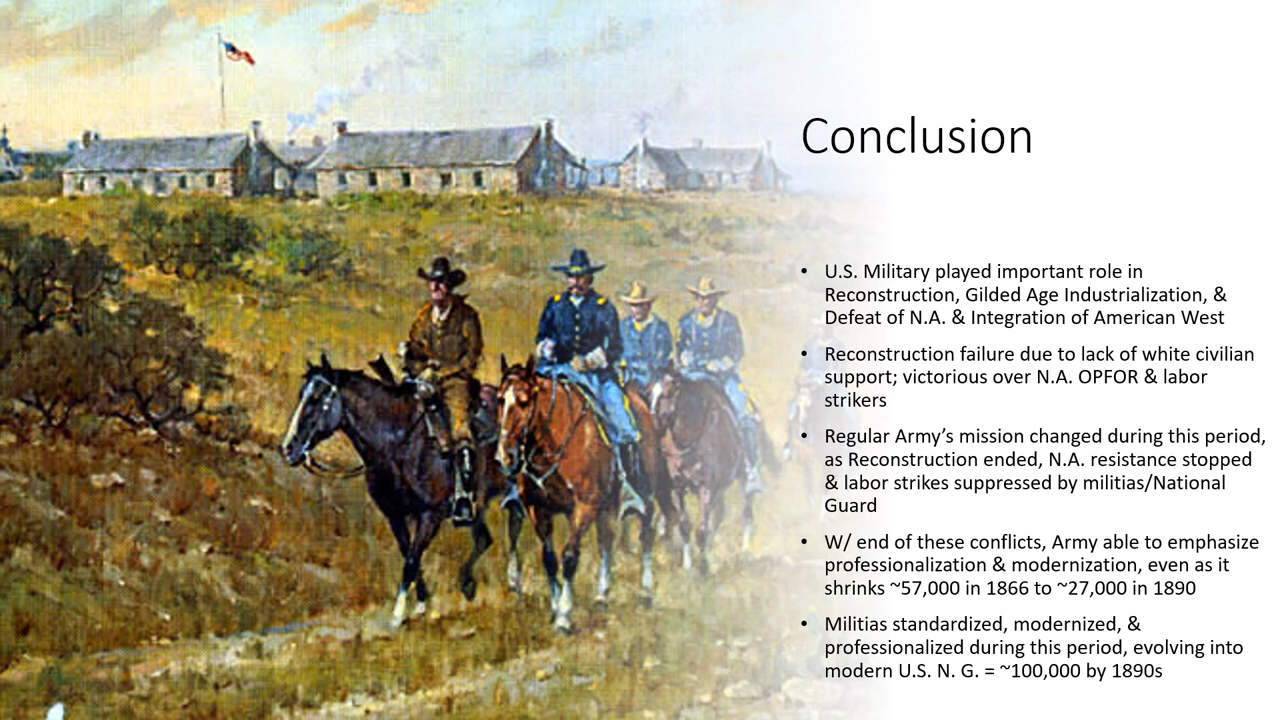 Conclusion
• U.S. Military played important role in
Reconstruction, Gilded Age Industrialization, &
Defeat of N.A. & Integration of American West
• Reconstruction failure due to lack of white civilian
support; victorious over N.A. OPFOR & labor
strikers
• Regular Army’s mission changed during this period,
as Reconstruction ended, N.A. resistance stopped
& labor strikes suppressed by militias/National
Guard
• W/ end of these conflicts, Army able to emphasize
professionalization & modernization, even as it
shrinks ~57,000 in 1866 to ~27,000 in 1890
• Militias standardized, modernized, &
professionalized during this period, evolving into
modern U.S. N. G. = ~100,000 by 1890s